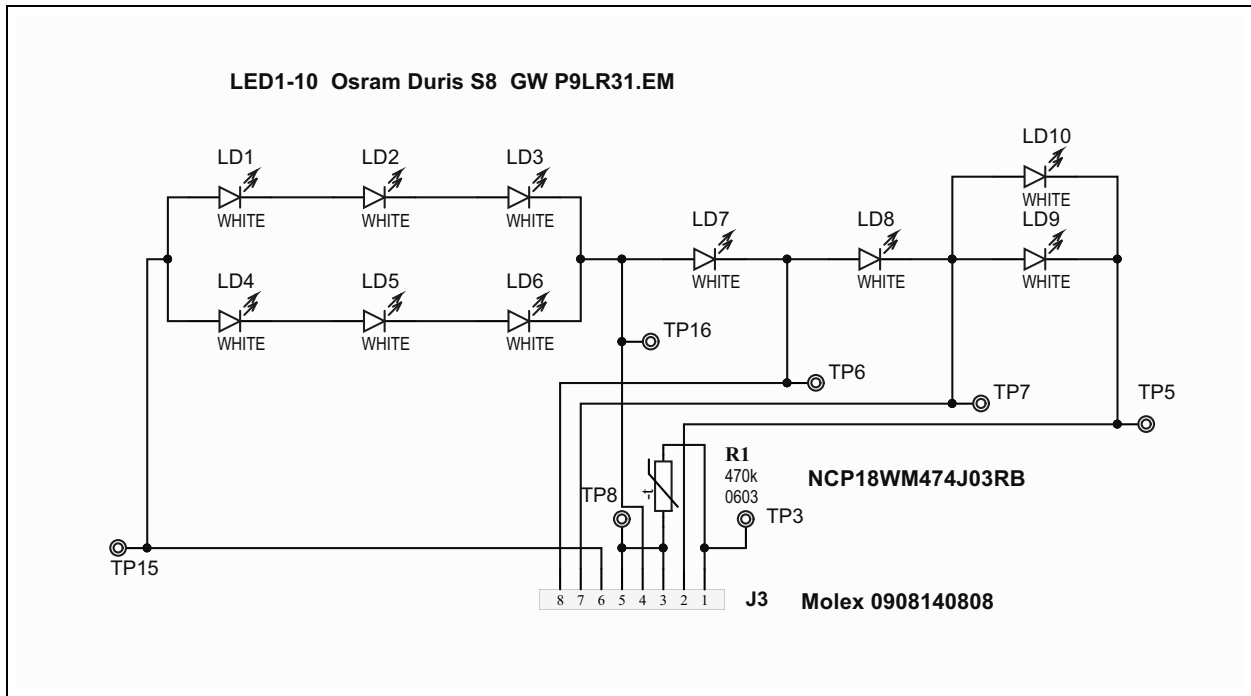 LED1-10 Osram Duris S8 GW P9LR31.EM
LD10
LD1 LD2 LD3
WHITE
LD7 LD8 LD9
WHITE WHITE WHITE
LD4 LD5 LD6
WHITE WHITE WHITE
WHITE WHITE WHITE
TP16
TP6
TP7
TP5
R1
470k
0603
NCP18WM474J03RB
-t
TP8
TP3
TP15
8 7 6 5 4 3 2 1
J3 Molex 0908140808